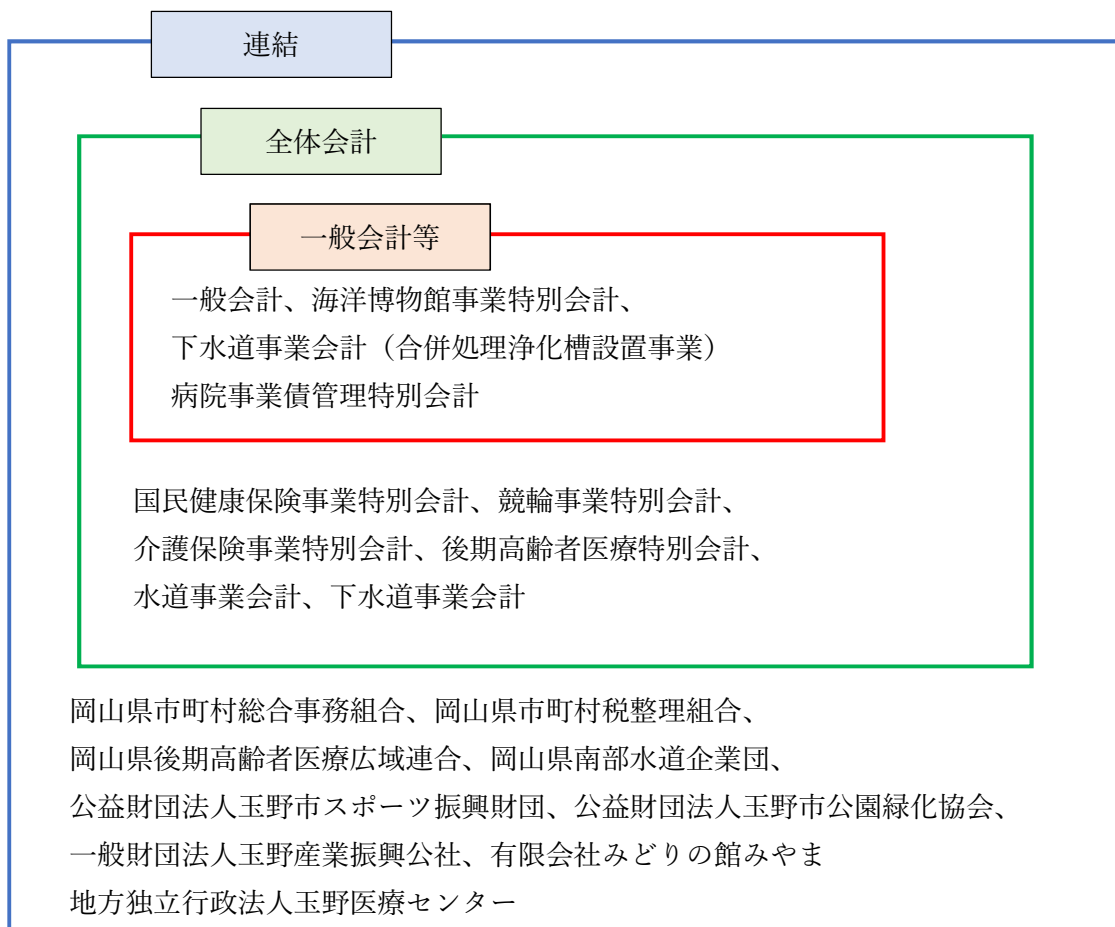 連結
全体会計
一般会計等
一般会計、海洋博物館事業特別会計、
下水道事業会計（合併処理浄化槽設置事業）
病院事業債管理特別会計
国民健康保険事業特別会計、競輪事業特別会計、
介護保険事業特別会計、後期高齢者医療特別会計、
水道事業会計、下水道事業会計
岡山県市町村総合事務組合、岡山県市町村税整理組合、
岡山県後期高齢者医療広域連合、岡山県南部水道企業団、
公益財団法人玉野市スポーツ振興財団、公益財団法人玉野市公園緑化協会、
一般財団法人玉野産業振興公社、有限会社みどりの館みやま
地方独立行政法人玉野医療センター